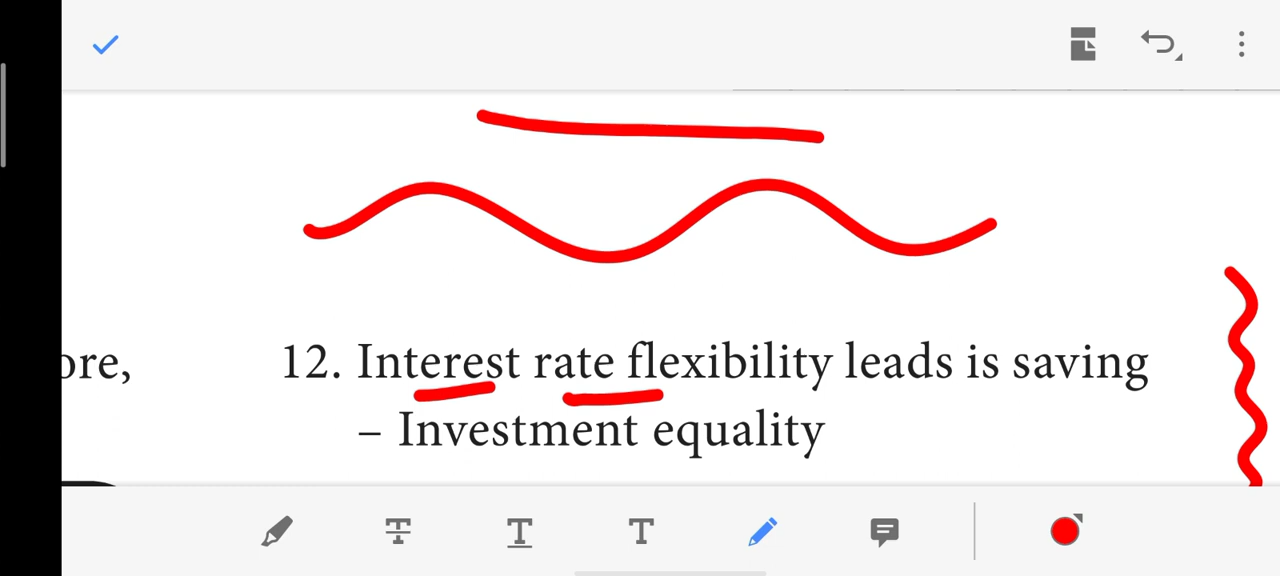 ore,
12. Interest rate flexibility leads is saving
– Investment equality